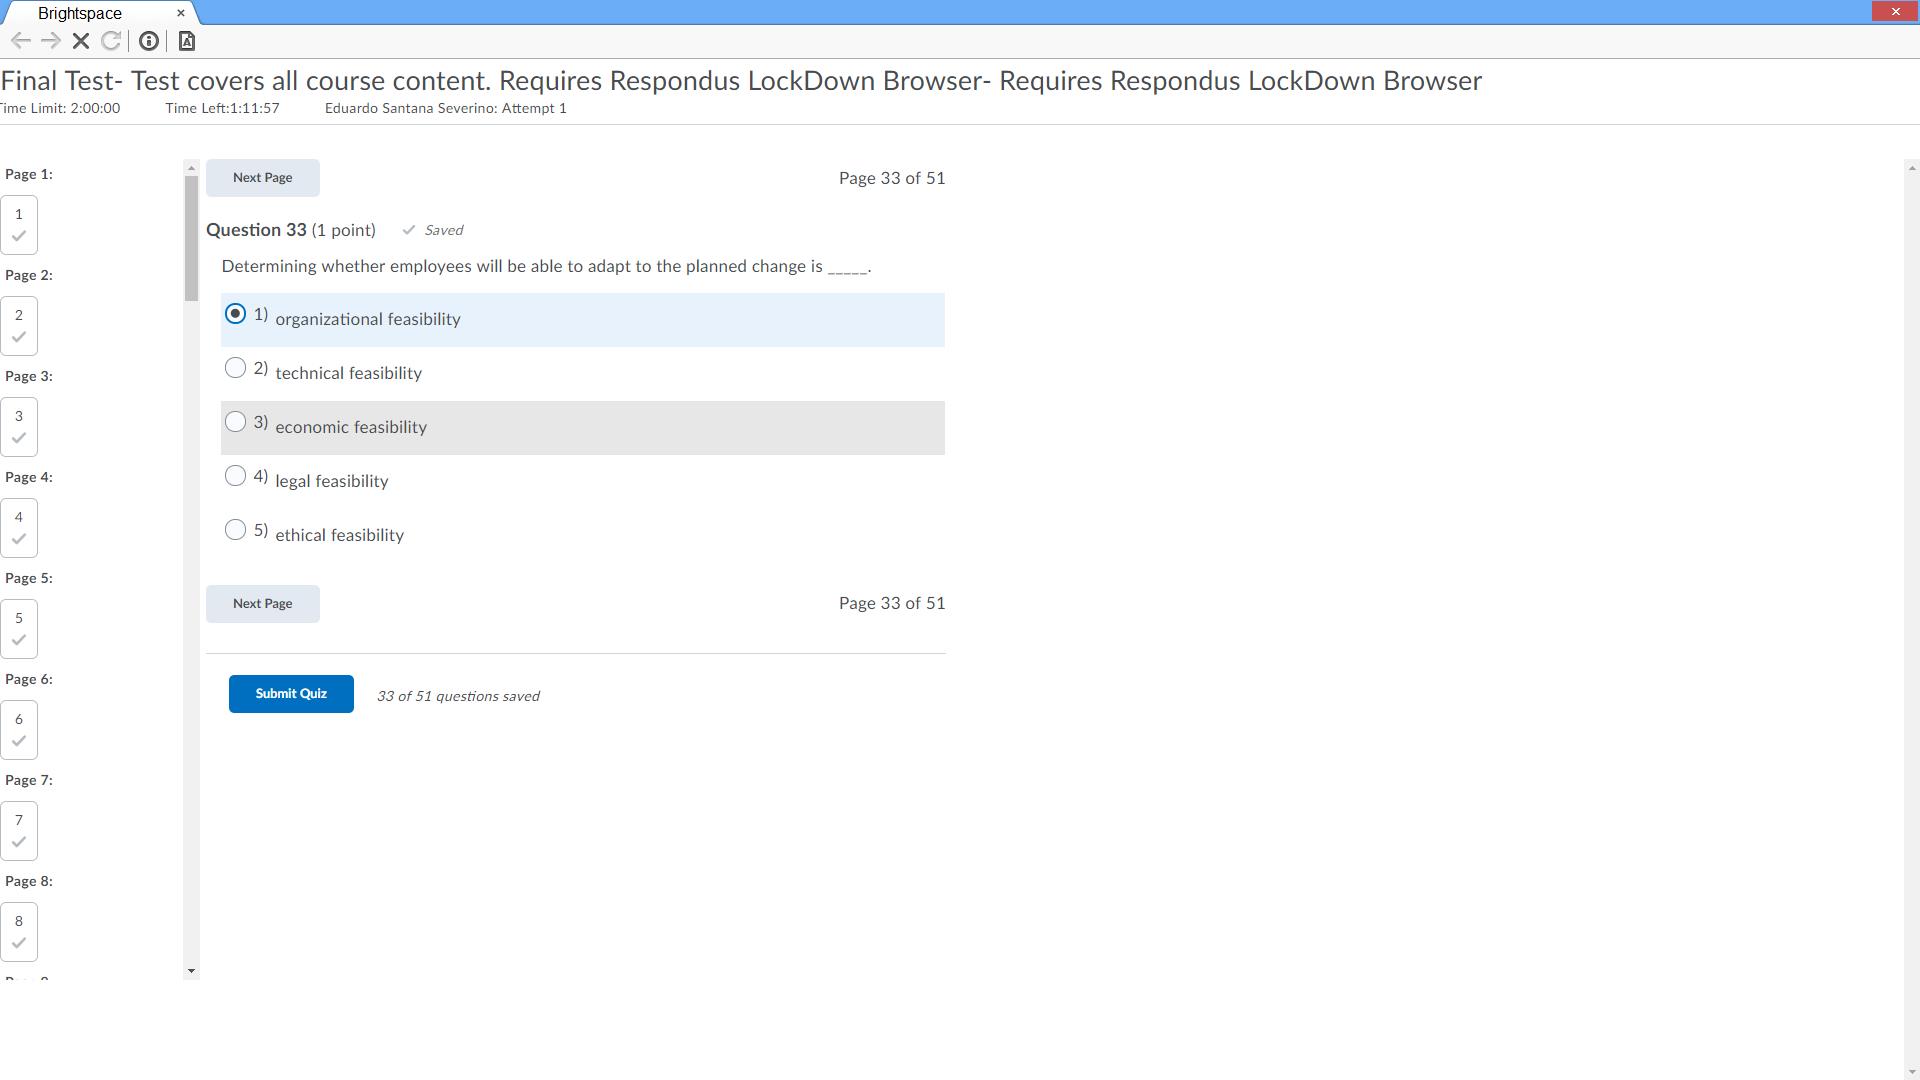 Brightspace
Final Test- Test covers all course content. Requires Respondus LockDown Browser- Requires Respondus LockDown Browser
Time Limit: 2:00:00 Time Left:1:11:57 Eduardo Santana Severino: Attempt 1
Page 1:
1
Page 2:
2
Page 3:
3
Page 4:
4
Page 5:
5
Page 6:
6
Page 7:
7
Page 8:
8
Next Page Page 33 of 51
Question 33 (1 point) Saved
Determining whether employees will be able to adapt to the planned change is _____.
1) organizational feasibility
2) technical feasibility
3) economic feasibility
4) legal feasibility
5) ethical feasibility
Next Page Page 33 of 51
Submit Quiz 33 of 51 questions saved